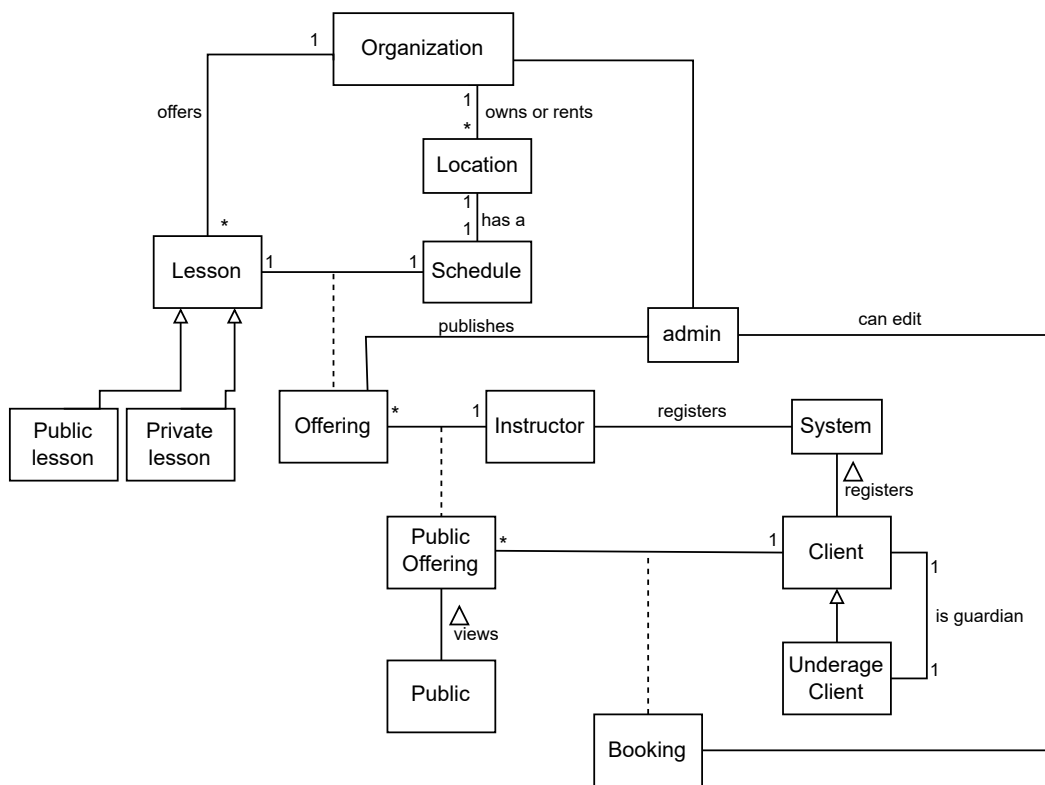 1
Organization
offers
1
owns or rents
*
Location
1
has a
1
*
Lesson
1
1
Schedule
publishes
admin
can edit
Public
lesson
Private
lesson
Offering
*
1
Instructor
registers
System
registers
Public
Offering
*
1
Client
1
is guardian
views
Public
Underage
Client
1
Booking